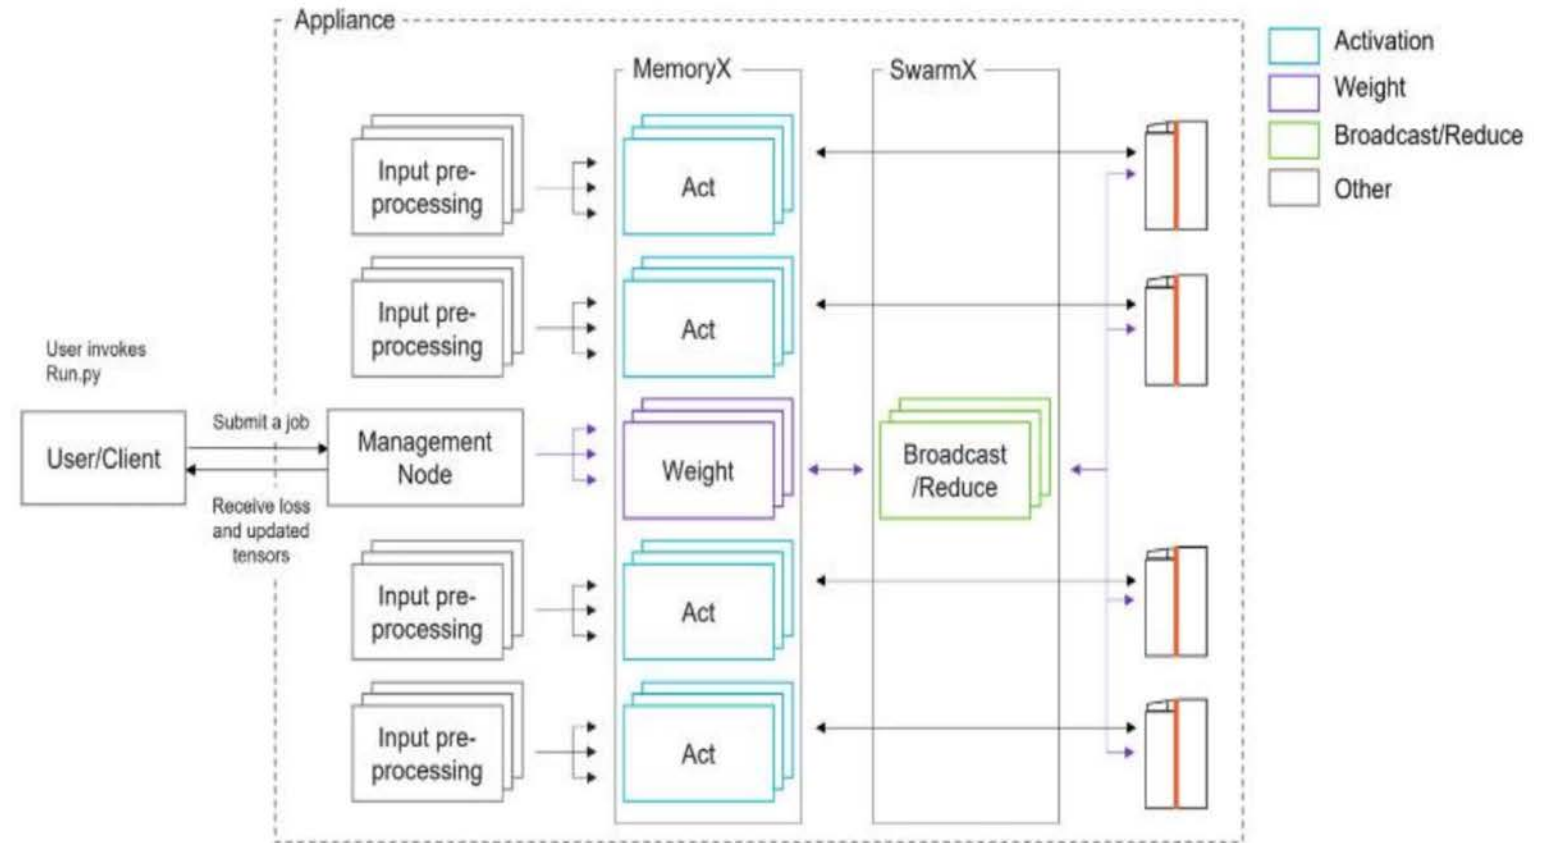 Appliance
MemoryX
SwarmX
Activation
Weight
Broadcast/Reduce
Other
Input pre-
processing
Act
Input pre-
processing
Act
User invokes
Run.py
User/Client
Submit a job
Receive loss
and updated
tensors
Management
Node
Weight
Broadcast
/Reduce
Input pre-
processing
Act
Input pre-
processing
Act